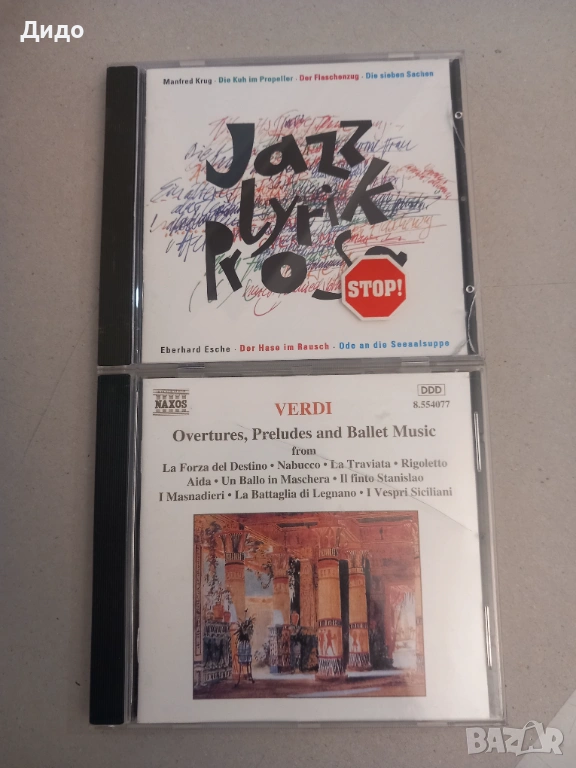 Дидо
Manfred Krug · Die Kuh im Propeller · Der Flaschenzug · Die sieben Sachen
Jazz
Lyrik
Prosa
STOP!
Eberhard Esche · Der Hase im Rausch · Ode an die Seeaalsuppe
NAXOS
DDD
8.554077
VERDI
Overtures, Preludes and Ballet Music
from
La Forza del Destino • Nabucco • La Traviata • Rigoletto
Aida • Un Ballo in Maschera • Il finto Stanislao
I Masnadieri • La Battaglia di Legnano • I Vespri Siciliani
BAZAR